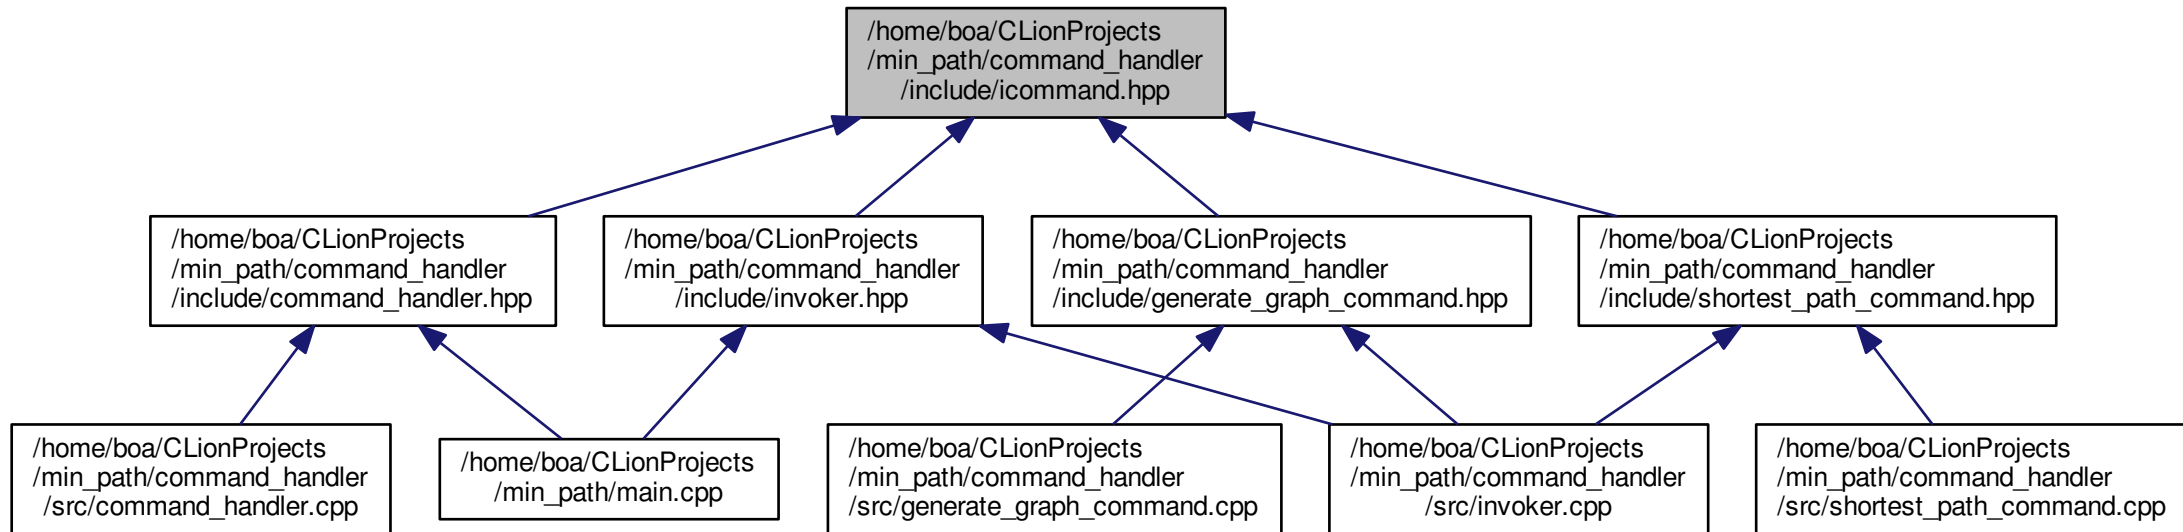 /home/boa/CLionProjects
/min_path/command_handler
/include/icommand.hpp
/home/boa/CLionProjects
/min_path/command_handler
/include/command_handler.hpp
/home/boa/CLionProjects
/min_path/command_handler
/include/invoker.hpp
/home/boa/CLionProjects
/min_path/command_handler
/include/generate_graph_command.hpp
/home/boa/CLionProjects
/min_path/command_handler
/include/shortest_path_command.hpp
/home/boa/CLionProjects
/min_path/command_handler
/src/command_handler.cpp
/home/boa/CLionProjects
/min_path/main.cpp
/home/boa/CLionProjects
/min_path/command_handler
/src/generate_graph_command.cpp
/home/boa/CLionProjects
/min_path/command_handler
/src/invoker.cpp
/home/boa/CLionProjects
/min_path/command_handler
/src/shortest_path_command.cpp